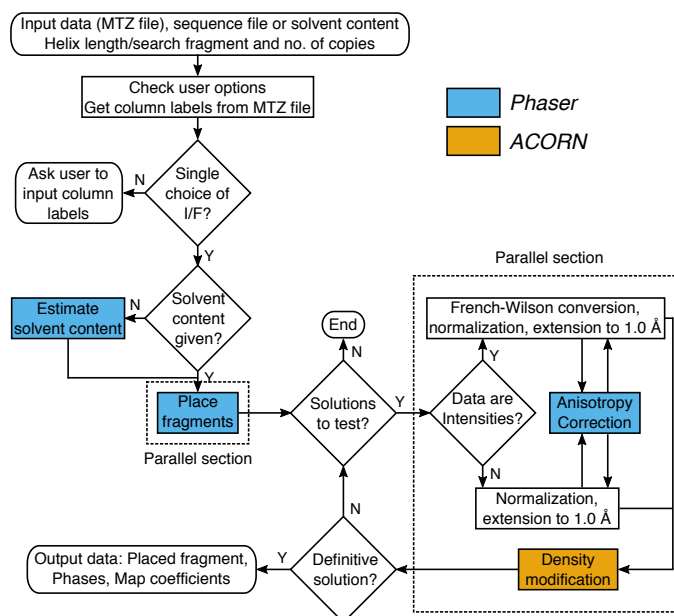 Input data (MTZ file), sequence file or solvent content
Helix length/search fragment and no. of copies
Check user options
Get column labels from MTZ file
Phaser
ACORN
Ask user to
input column
labels
N
Single
choice of
I/F?
Y
Estimate
solvent content
N
Solvent
content
given?
Y
Place
fragments
Parallel section
End
N
Solutions
to test?
Y
Parallel section
French-Wilson conversion,
normalization, extension to 1.0 Å
Y
Data are
Intensities?
N
Anisotropy
Correction
Normalization,
extension to 1.0 Å
Density
modification
N
Definitive
solution?
Y
Output data: Placed fragment,
Phases, Map coefficients